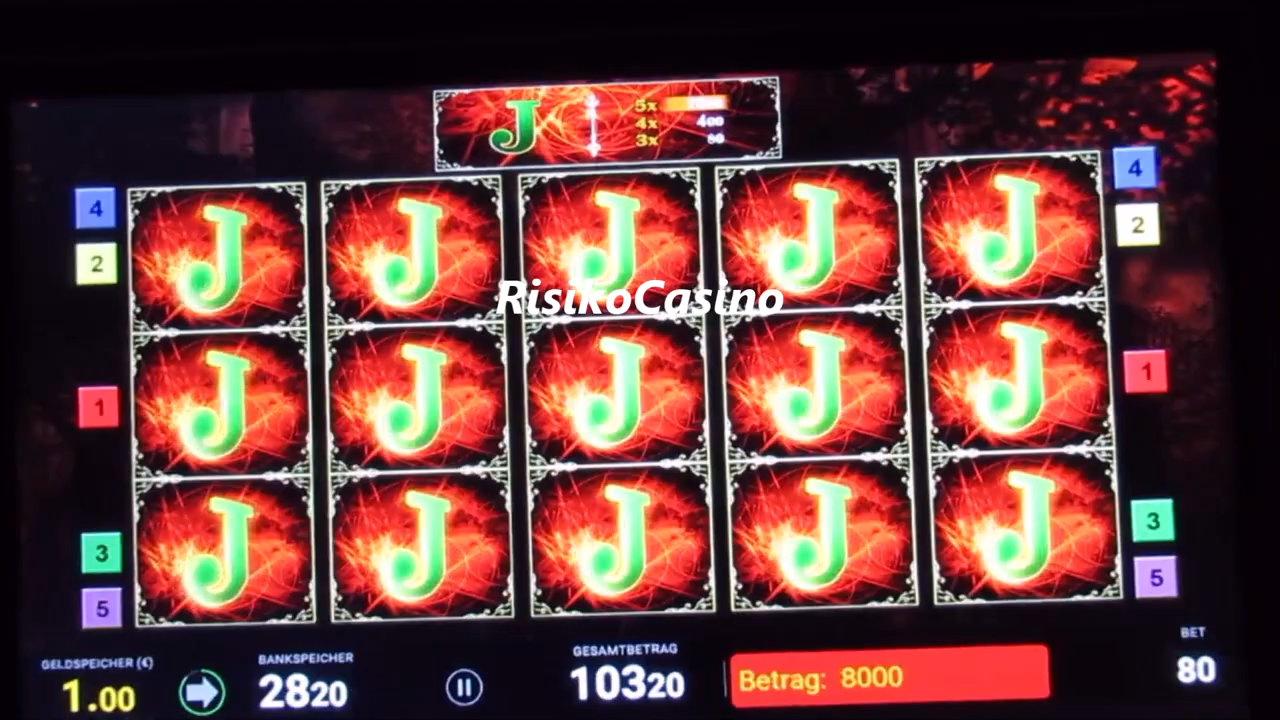 J
5x
4x 400
3x 80
4 J J J J J 4
2 2
RisikoCasino
1 J J J J J 1
3 J J J J J 3
5 5
GELDSPEICHER (€) BANKSPEICHER GESAMTBETRAG BET
1.00 2820 10320 Betrag: 8000 80